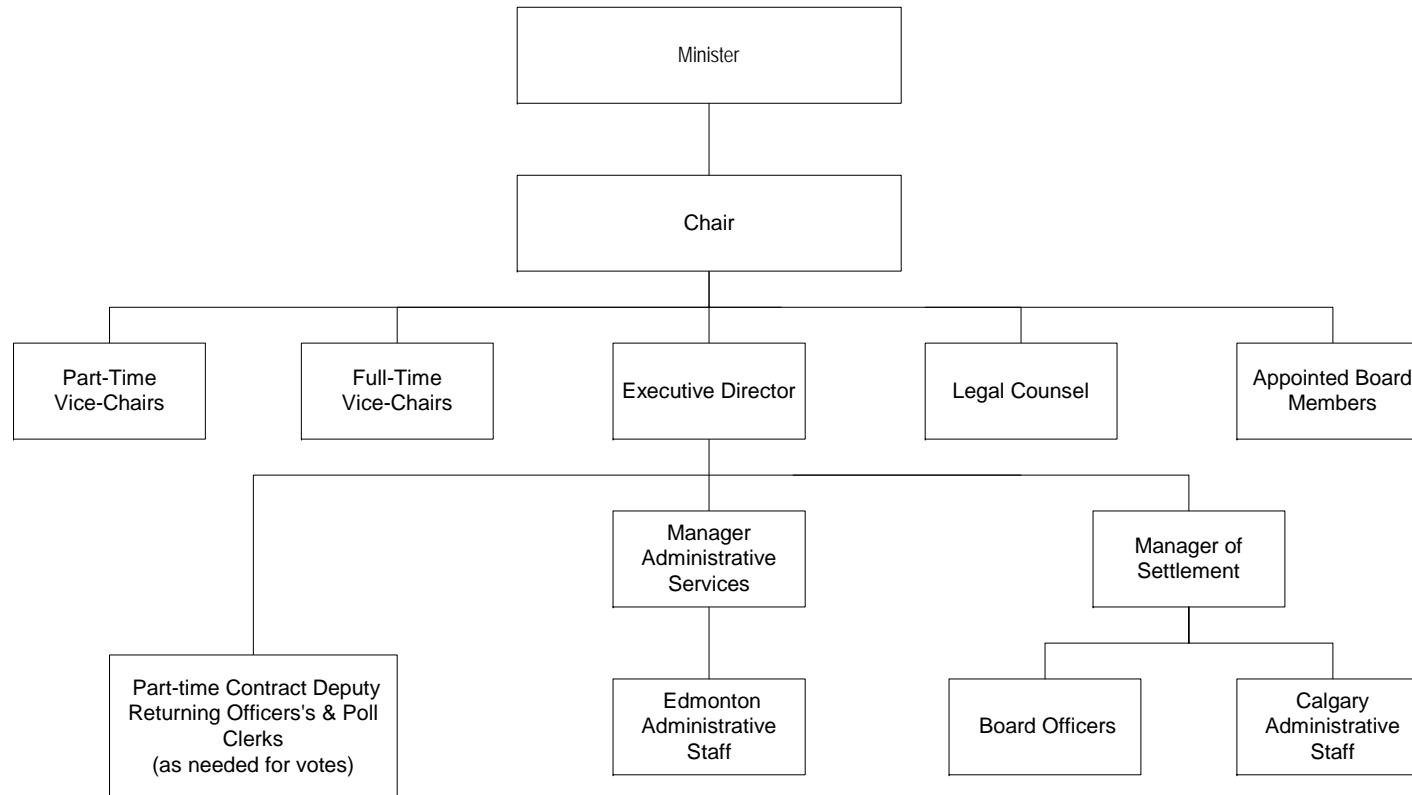 Minister
Chair
Part-Time
Vice-Chairs
Full-Time
Vice-Chairs
Executive Director
Legal Counsel
Appointed Board
Members
Manager
Administrative
Services
Manager of
Settlement
Part-time Contract Deputy
Returning Officers's & Poll
Clerks
(as needed for votes)
Edmonton
Administrative
Staff
Board Officers
Calgary
Administrative
Staff